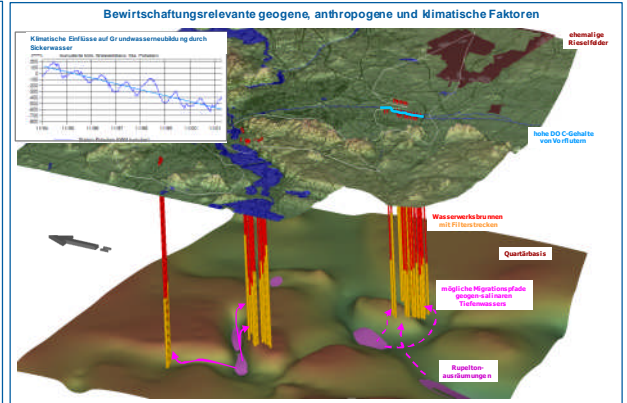 Bewirtschaftungsrelevante geogene, anthropogene und klimatische Faktoren
Klimatische Einflüsse auf Grundwasserneubildung durch
Sickerwasser
ehemalige
Rieselfelder
hohe DOC-Gehalte
von Vorflutern
Wasserwerksbrunnen
mit Filterstrecken
Quartärbasis
mögliche Migrationspfade
geogen-salinaren
Tiefenwassers
Rupelton-
ausräumungen